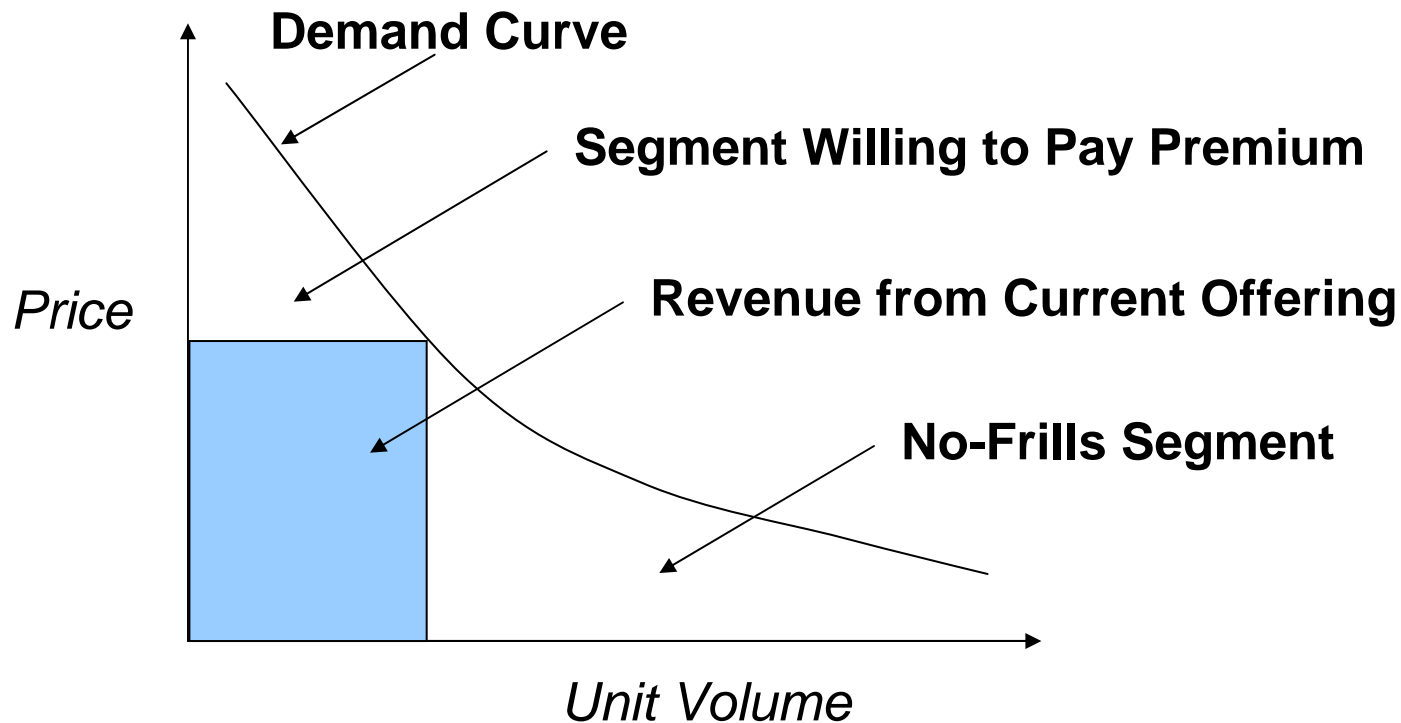 Demand Curve
Segment Willing to Pay Premium
Price
Revenue from Current Offering
No-Frills Segment
Unit Volume